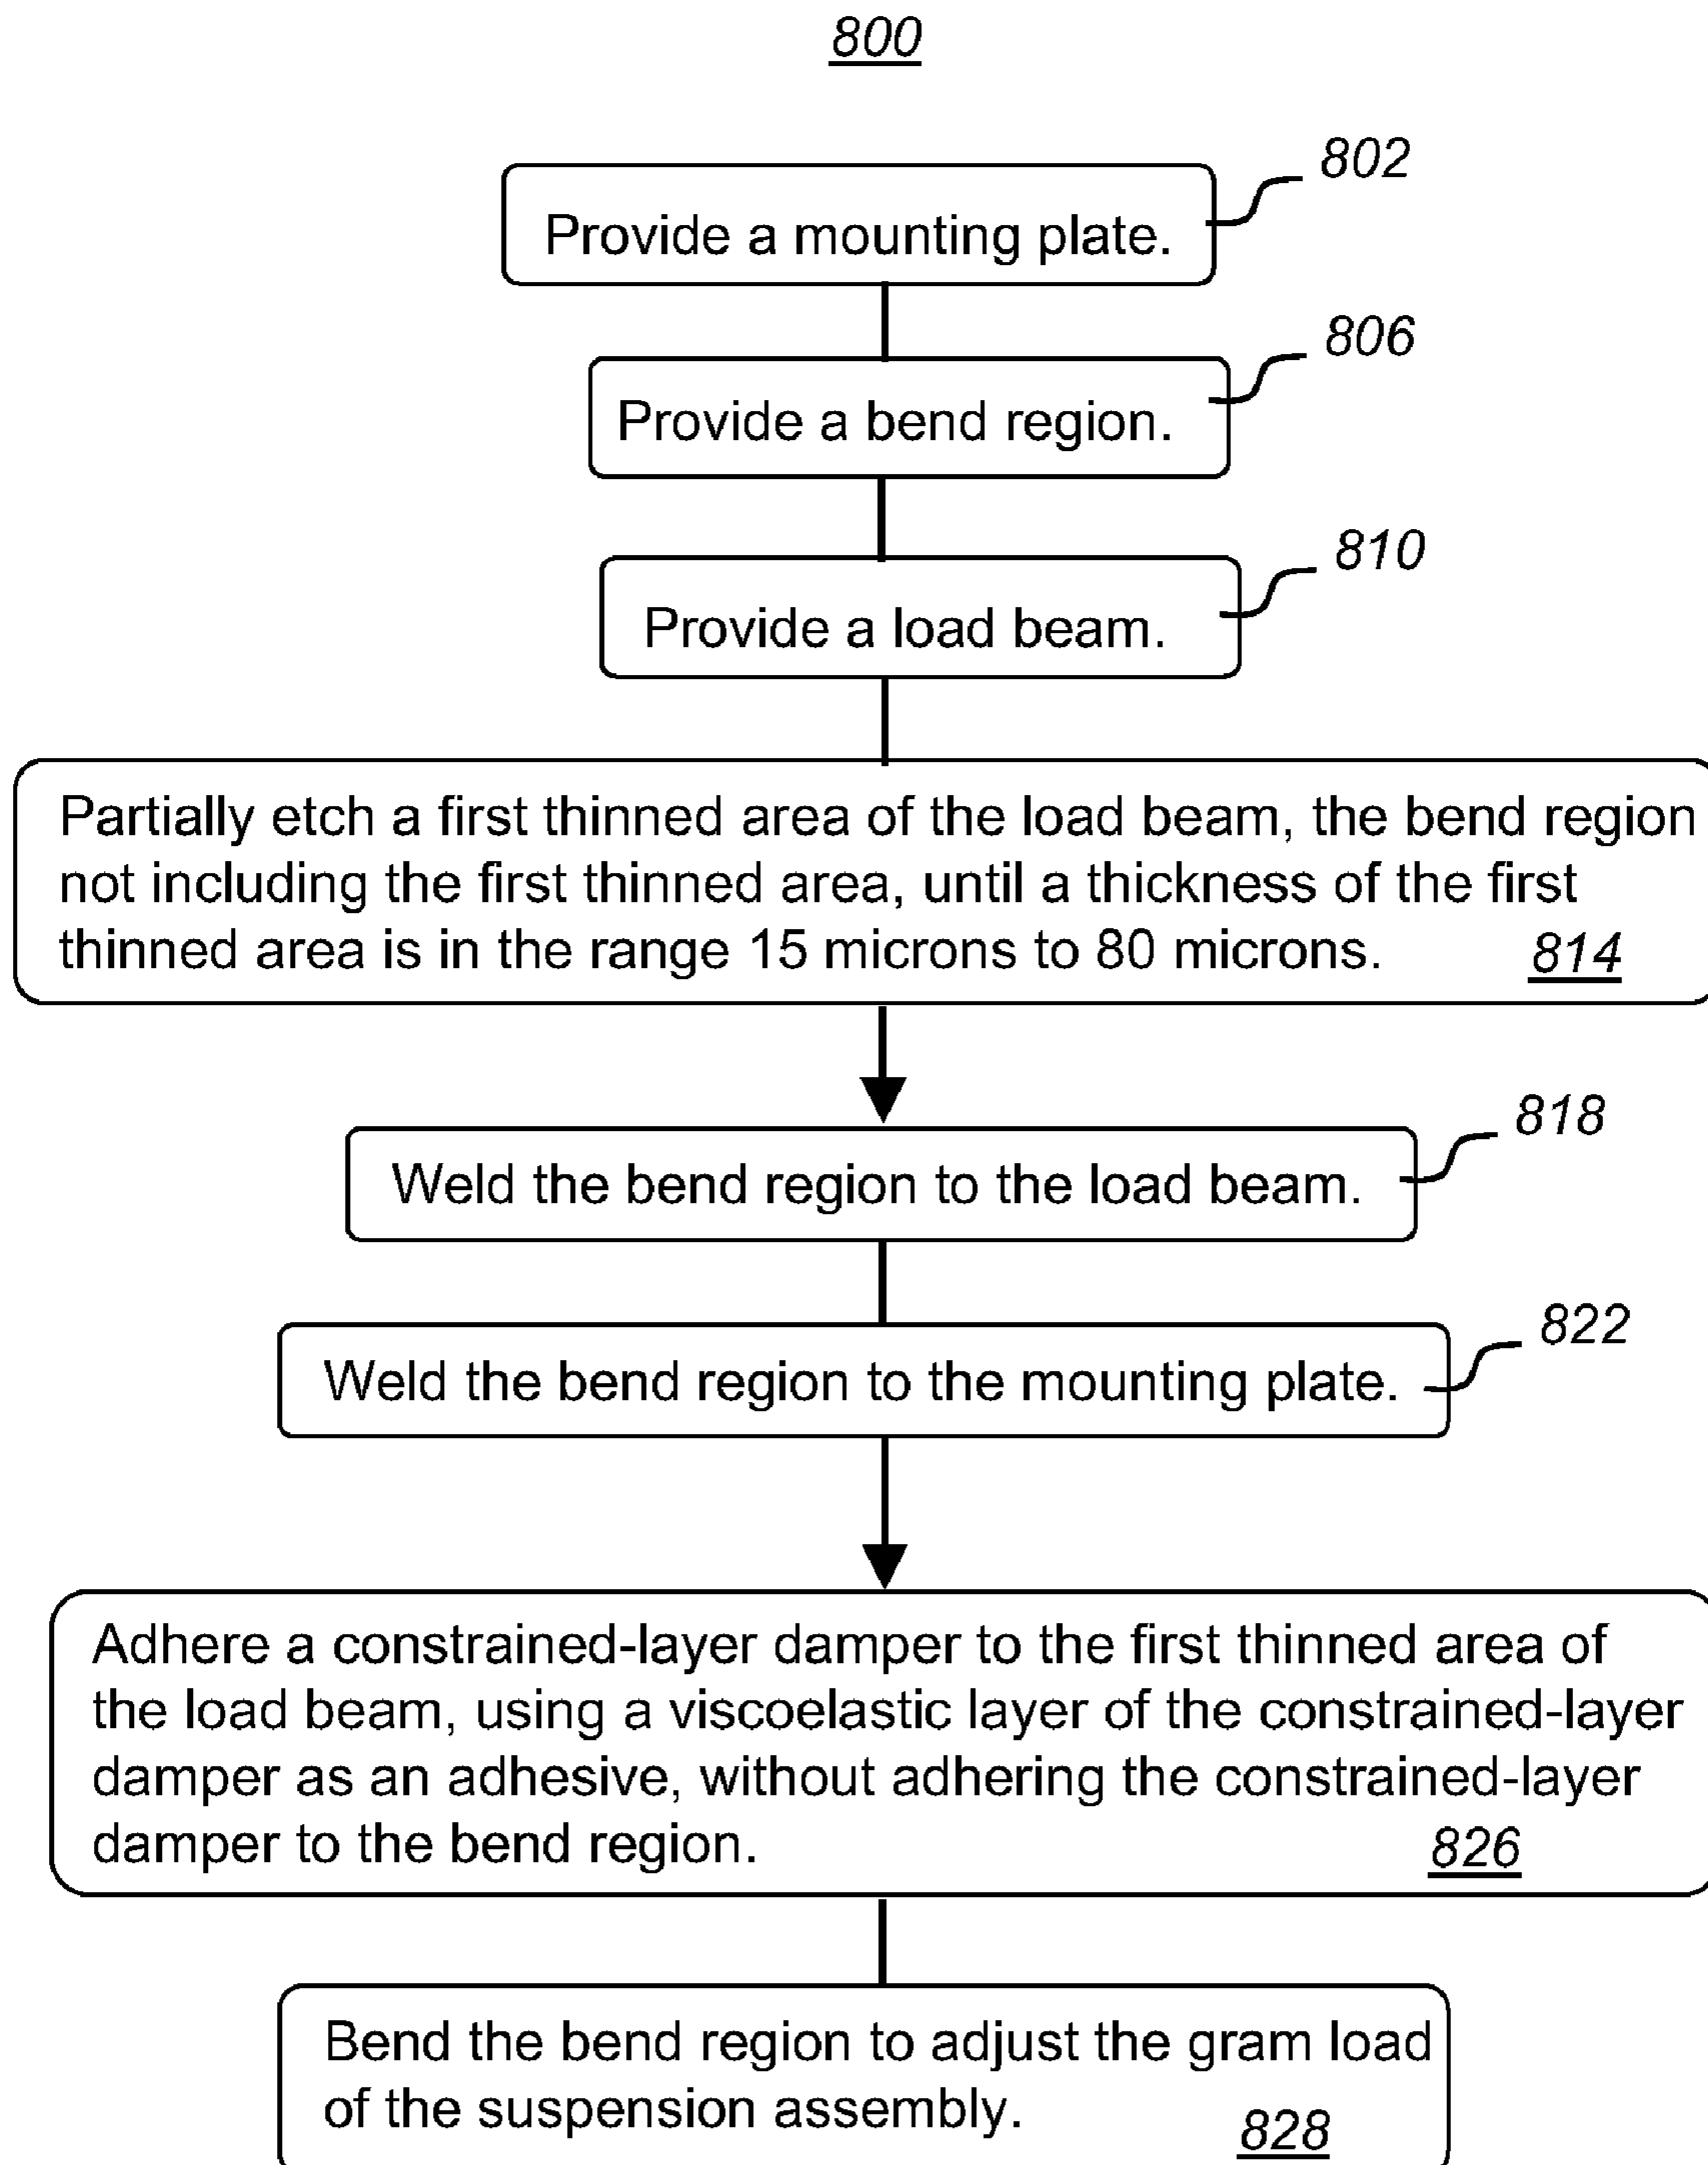 800
802
Provide a mounting plate.
806
Provide a bend region.
810
Provide a load beam.
Partially etch a first thinned area of the load beam, the bend region
not including the first thinned area, until a thickness of the first
thinned area is in the range 15 microns to 80 microns. 814
818
Weld the bend region to the load beam.
822
Weld the bend region to the mounting plate.
Adhere a constrained-layer damper to the first thinned area of
the load beam, using a viscoelastic layer of the constrained-layer
damper as an adhesive, without adhering the constrained-layer
damper to the bend region. 826
Bend the bend region to adjust the gram load
of the suspension assembly. 828